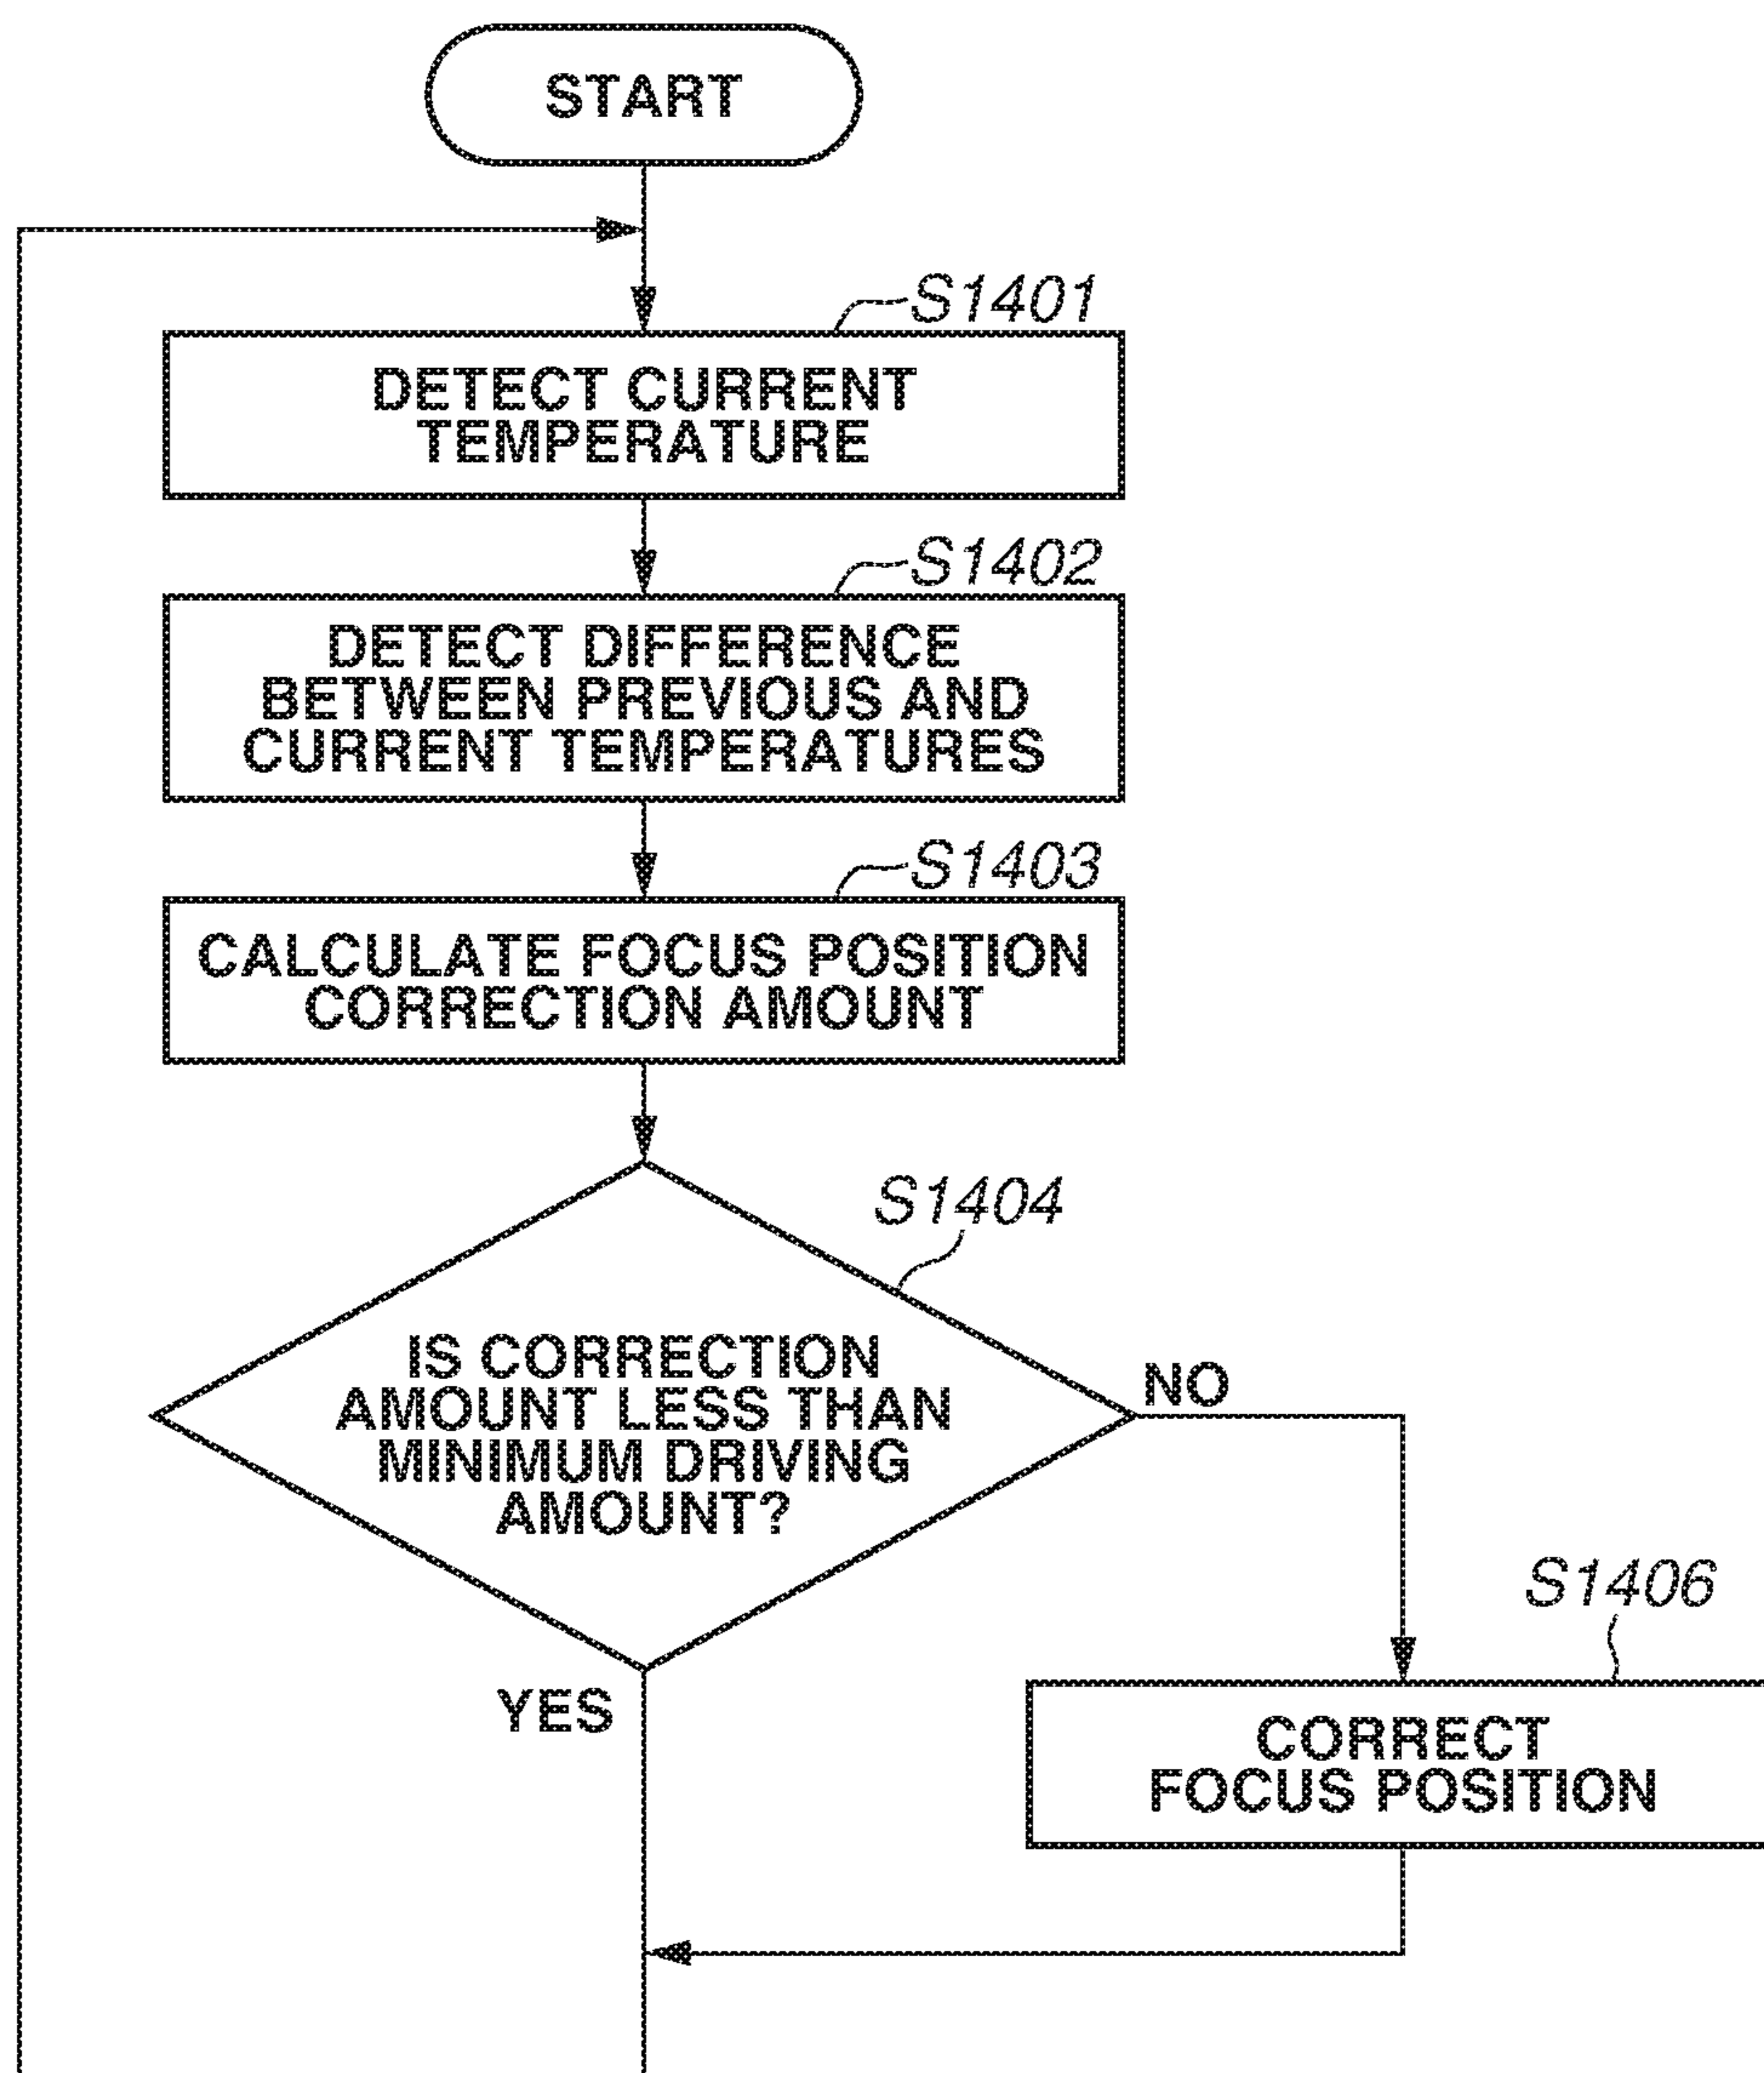 START
S1401
DETECT CURRENT
TEMPERATURE
S1402
DETECT DIFFERENCE
BETWEEN PREVIOUS AND
CURRENT TEMPERATURES
S1403
CALCULATE FOCUS POSITION
CORRECTION AMOUNT
S1404
IS CORRECTION
AMOUNT LESS THAN
MINIMUM DRIVING
AMOUNT?
NO
YES
S1406
CORRECT
FOCUS POSITION